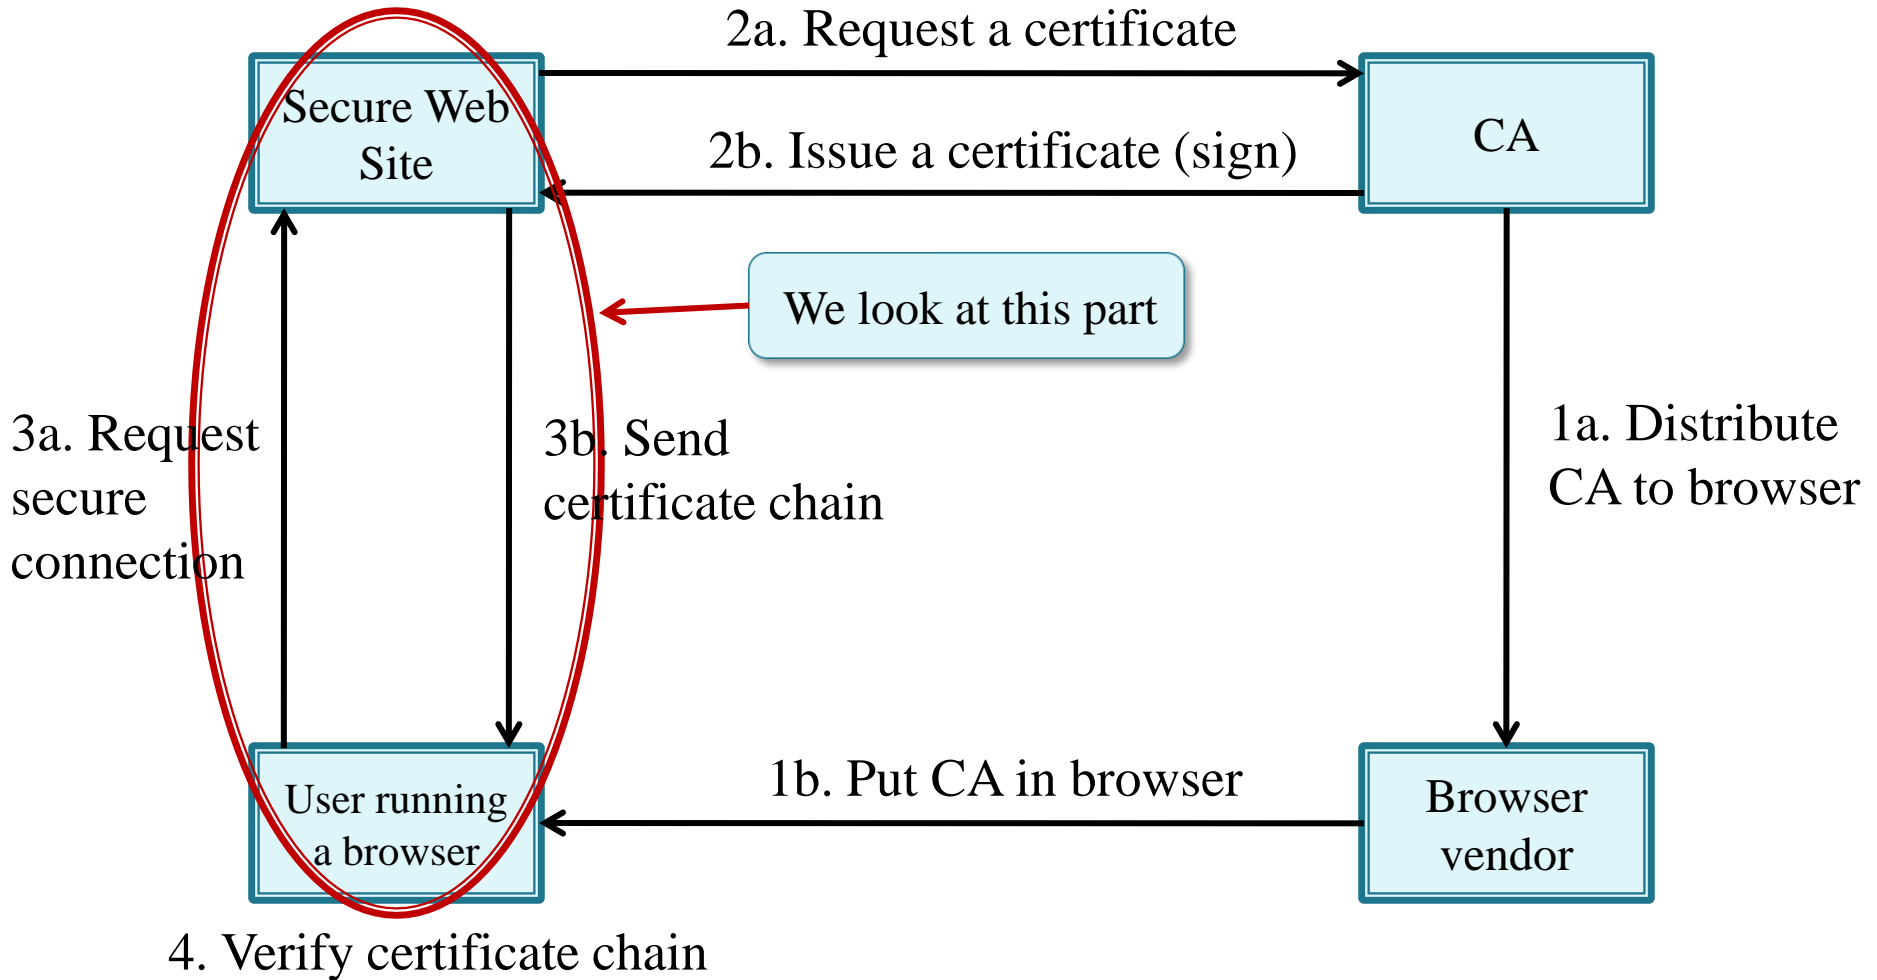 2a. Request a certificate
Secure Web
Site
CA
2b. Issue a certificate (sign)
We look at this part
3a. Request
secure
connection
3b. Send
certificate chain
1a. Distribute
CA to browser
1b. Put CA in browser
User running
a browser
Browser
vendor
4. Verify certificate chain